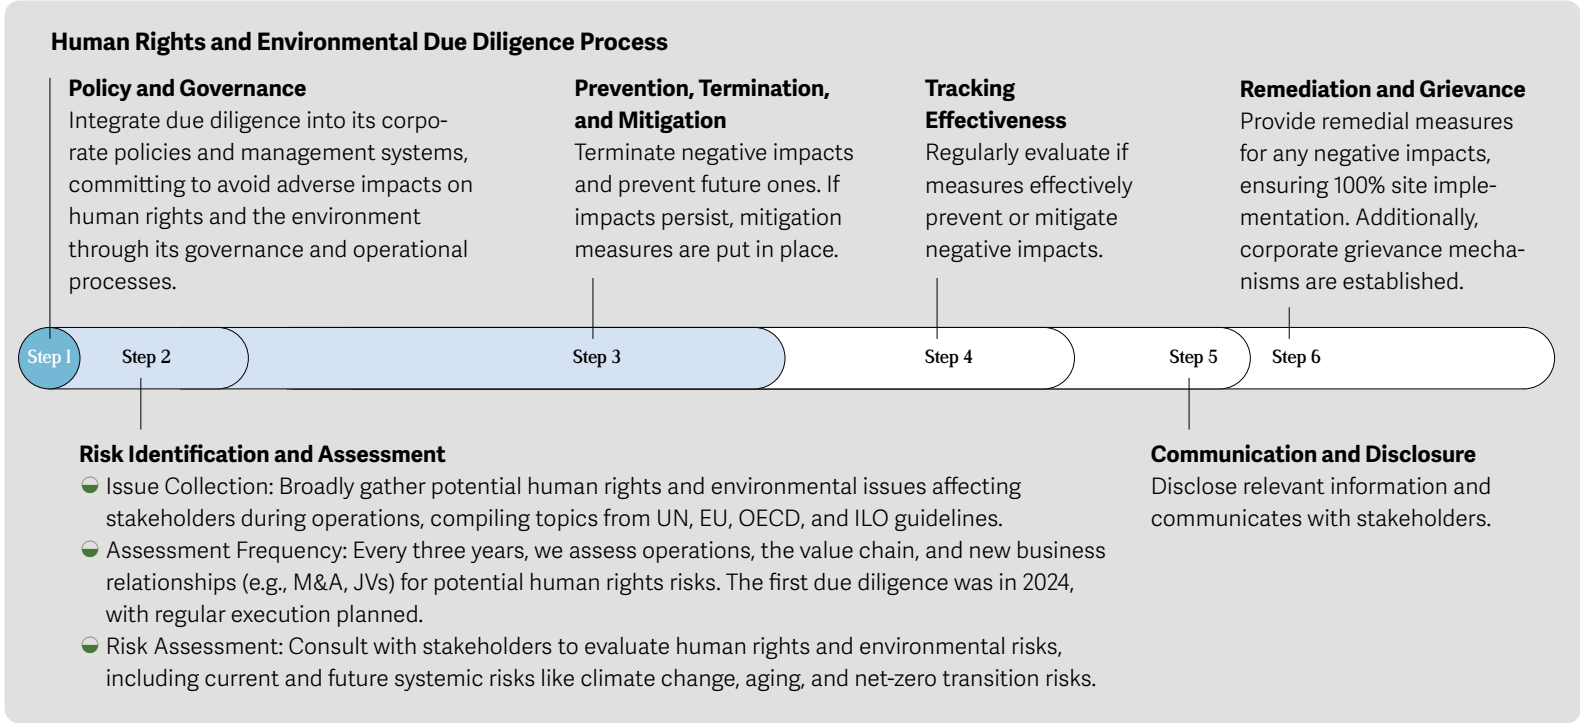 Human Rights and Environmental Due Diligence Process
Policy and Governance
Integrate due diligence into its corpo-
rate policies and management systems,
committing to avoid adverse impacts on
human rights and the environment
through its governance and operational
processes.
Prevention, Termination,
and Mitigation
Terminate negative impacts
and prevent future ones. If
impacts persist, mitigation
measures are put in place.
Tracking
Effectiveness
Regularly evaluate if
measures effectively
prevent or mitigate
negative impacts.
Remediation and Grievance
Provide remedial measures
for any negative impacts,
ensuring 100% site imple-
mentation. Additionally,
corporate grievance mecha-
nisms are established.
Step 1
Step 2
Step 3
Step 4
Step 5
Step 6
Risk Identification and Assessment
Issue Collection: Broadly gather potential human rights and environmental issues affecting
stakeholders during operations, compiling topics from UN, EU, OECD, and ILO guidelines.
Assessment Frequency: Every three years, we assess operations, the value chain, and new business
relationships (e.g., M&A, JVs) for potential human rights risks. The first due diligence was in 2024,
with regular execution planned.
Risk Assessment: Consult with stakeholders to evaluate human rights and environmental risks,
including current and future systemic risks like climate change, aging, and net-zero transition risks.
Communication and Disclosure
Disclose relevant information and
communicates with stakeholders.